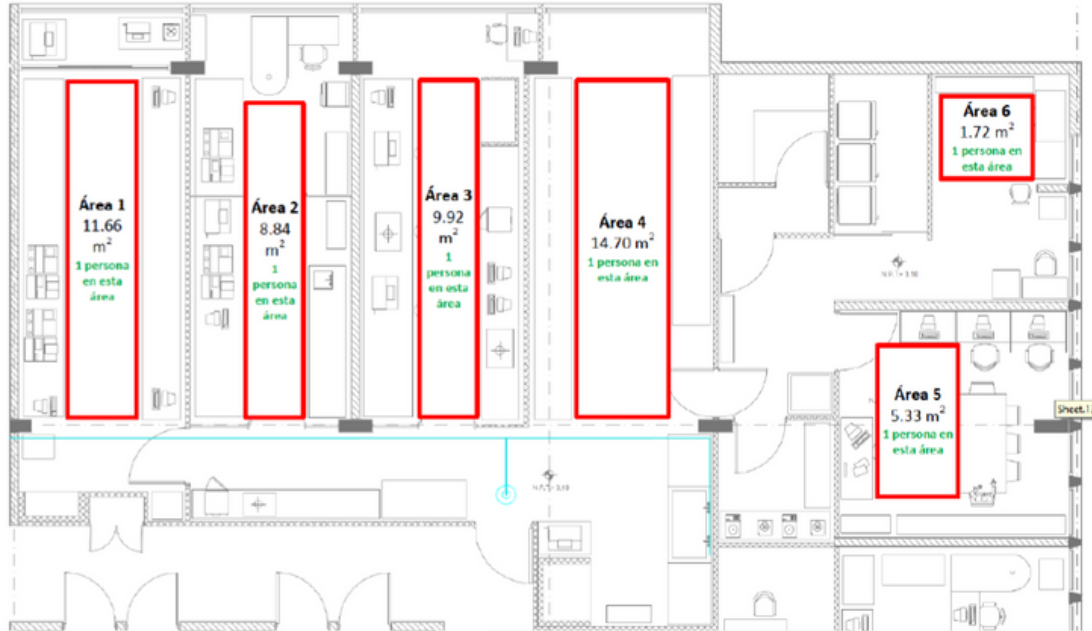 Área 1
11.66
m²
1 persona
en esta
área
Área 2
8.84
m²
1
persona
en esta
área
Área 3
9.92
m²
1
persona
en esta
área
Área 4
14.70 m²
1 persona en
esta área
Área 6
1.72 m²
1 persona en
esta área
Área 5
5.33 m²
1 persona en
esta área
Sheet.1